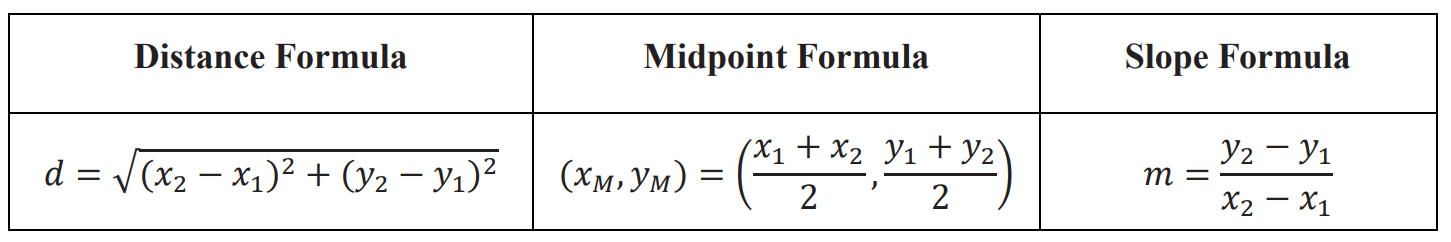 Distance Formula Midpoint Formula Slope Formula
d = √(x₂ − x₁)² + (y₂ − y₁)² (x_M, y_M) = (x₁ + x₂ / 2, y₁ + y₂ / 2) m = y₂ − y₁ / x₂ − x₁